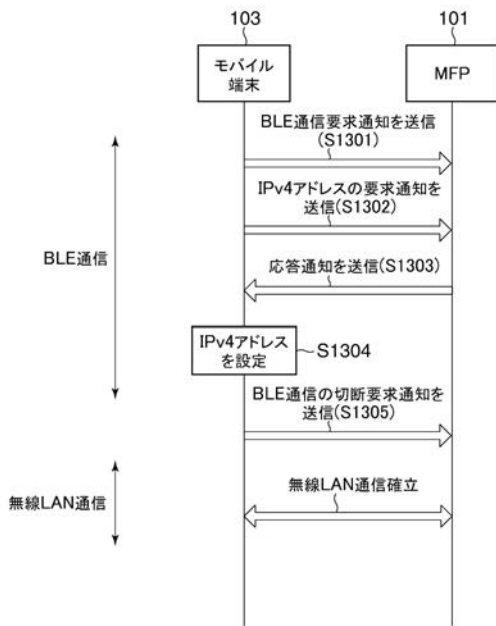 103
101
モバイル
端末
MFP
BLE通信要求通知を送信
(S1301)
IPv4アドレスの要求通知を
送信(S1302)
応答通知を送信(S1303)
BLE通信
IPv4アドレス
を設定
S1304
BLE通信の切断要求通知を
送信(S1305)
無線LAN通信確立
無線LAN通信